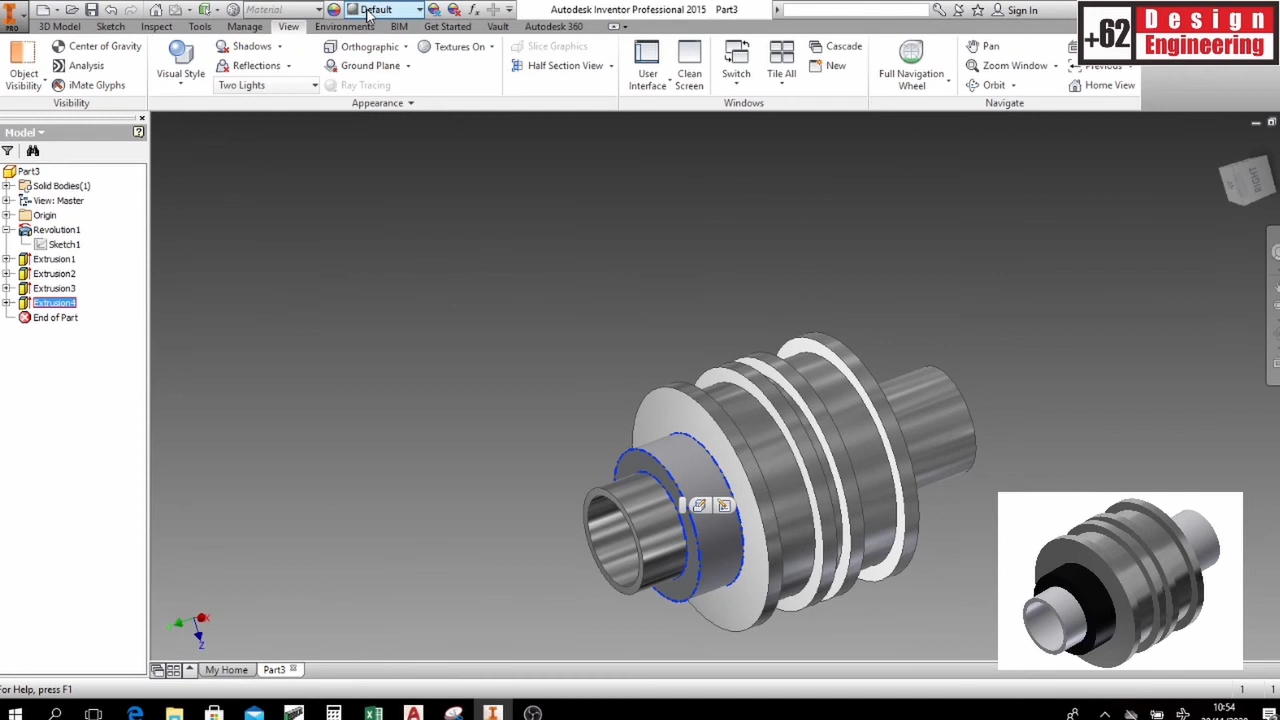 PRO
Material
Default
Autodesk Inventor Professional 2015 Part3
Sign In
+62 Design Engineering
3D Model Sketch Inspect Tools Manage View Environments BIM Get Started Vault Autodesk 360
Object Visibility
Center of Gravity
Analysis
iMate Glyphs
Visibility
Visual Style
Shadows
Reflections
Two Lights
Orthographic
Ground Plane
Ray Tracing
Textures On
Appearance
Slice Graphics
Half Section View
User Interface
Clean Screen
Switch
Tile All
Cascade
New
Windows
Full Navigation Wheel
Pan
Zoom Window
Orbit
Previous
Home View
Navigate
Model
Part3
Solid Bodies(1)
View: Master
Origin
Revolution1
Sketch1
Extrusion1
Extrusion2
Extrusion3
Extrusion4
End of Part
RIGHT
X
Z
My Home Part3
For Help, press F1
1 1
10:54